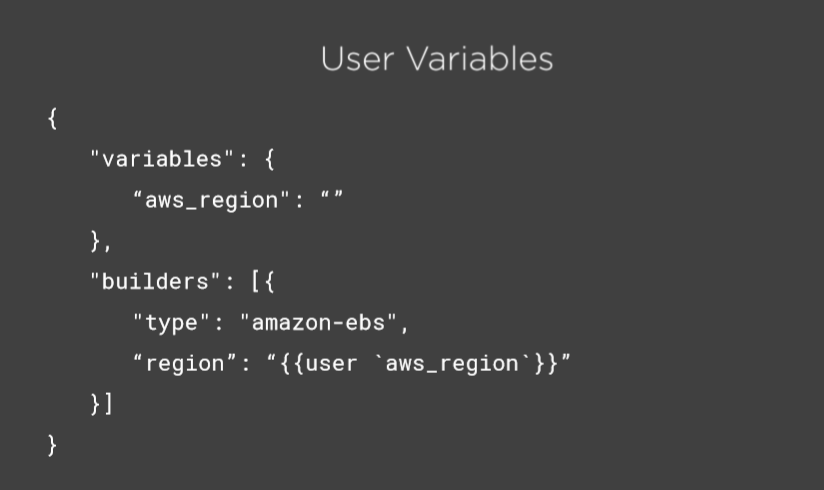 User Variables
{
"variables": {
“aws_region": “”
},
"builders": [{
"type": "amazon-ebs",
“region”: “{{user `aws_region`}}”
}]
}